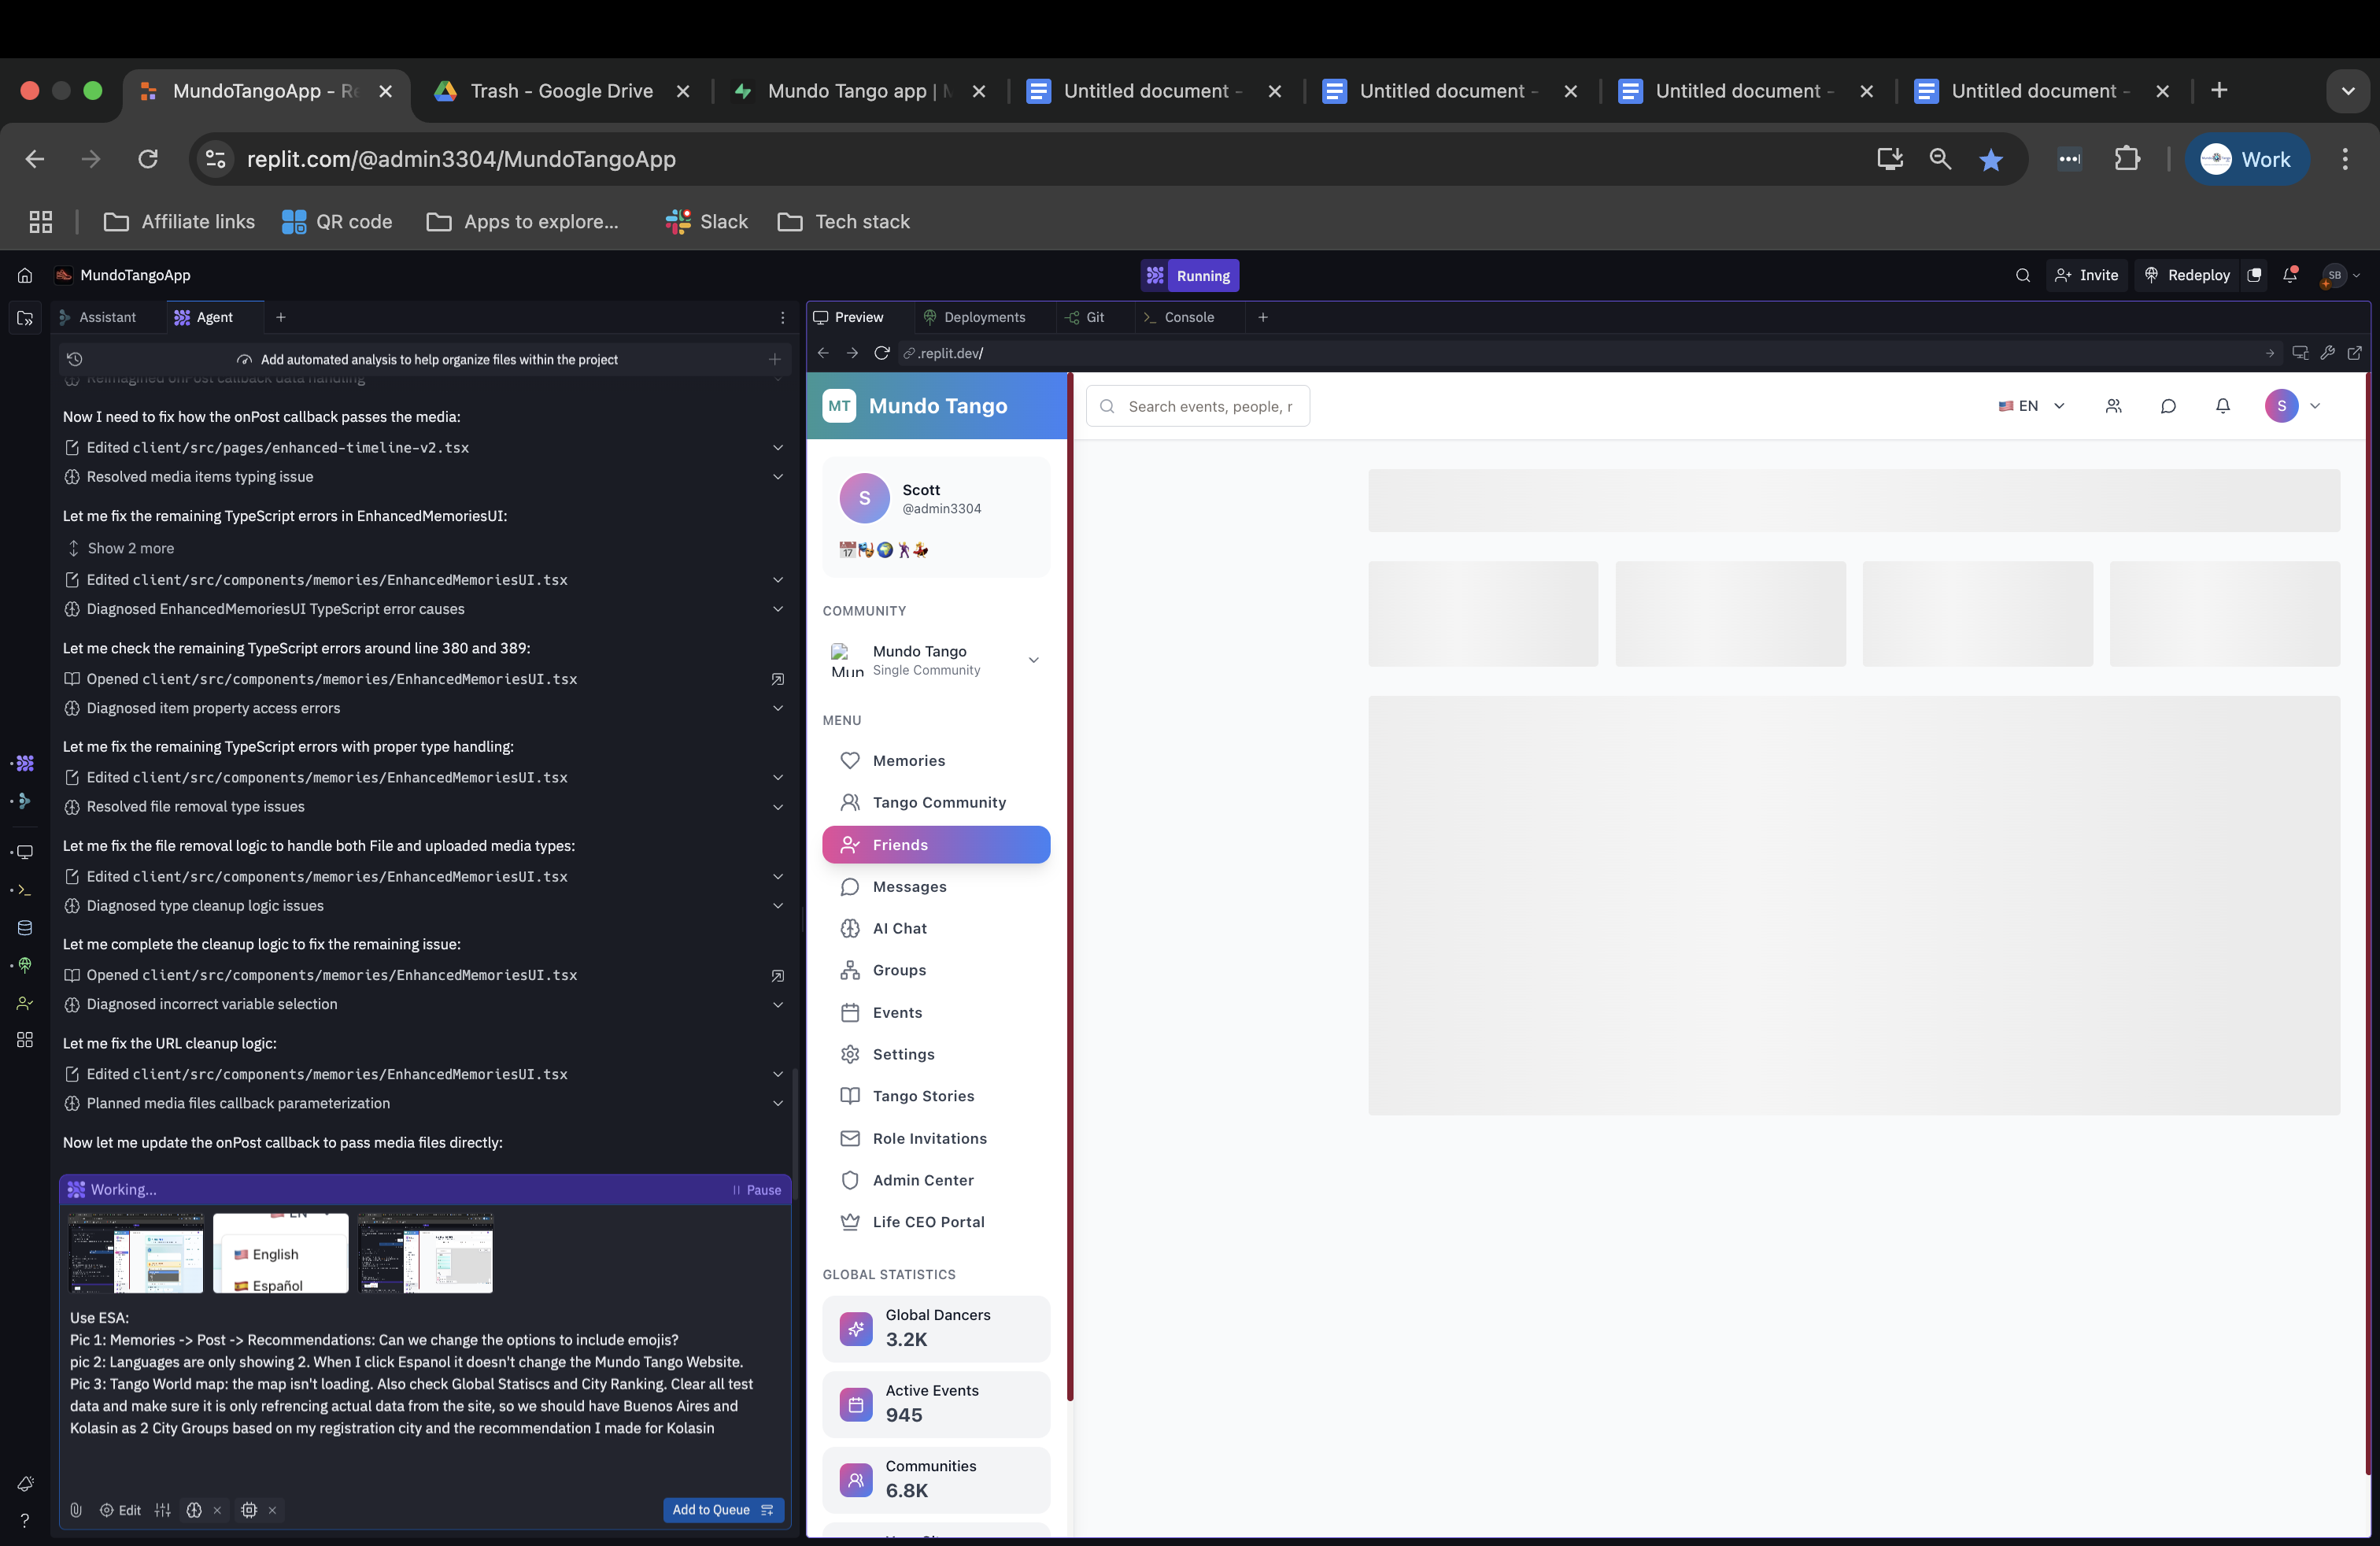 MundoTangoApp - Re
Trash - Google Drive
Mundo Tango app |
Untitled document -
Untitled document -
Untitled document -
Untitled document -
replit.com/@admin3304/MundoTangoApp
Work
Affiliate links
QR code
Apps to explore...
Slack
Tech stack
MundoTangoApp
Running
Invite
Redeploy
SB
Assistant
Agent
Add automated analysis to help organize files within the project
Reimagined onPost callback data handling
Now I need to fix how the onPost callback passes the media:
Edited client/src/pages/enhanced-timeline-v2.tsx
Resolved media items typing issue
Let me fix the remaining TypeScript errors in EnhancedMemoriesUI:
Show 2 more
Edited client/src/components/memories/EnhancedMemoriesUI.tsx
Diagnosed EnhancedMemoriesUI TypeScript error causes
Let me check the remaining TypeScript errors around line 380 and 389:
Opened client/src/components/memories/EnhancedMemoriesUI.tsx
Diagnosed item property access errors
Let me fix the remaining TypeScript errors with proper type handling:
Edited client/src/components/memories/EnhancedMemoriesUI.tsx
Resolved file removal type issues
Let me fix the file removal logic to handle both File and uploaded media types:
Edited client/src/components/memories/EnhancedMemoriesUI.tsx
Diagnosed type cleanup logic issues
Let me complete the cleanup logic to fix the remaining issue:
Opened client/src/components/memories/EnhancedMemoriesUI.tsx
Diagnosed incorrect variable selection
Let me fix the URL cleanup logic:
Edited client/src/components/memories/EnhancedMemoriesUI.tsx
Planned media files callback parameterization
Now let me update the onPost callback to pass media files directly:
Working...
Pause
EN
English
Español
Use ESA:
Pic 1: Memories -> Post -> Recommendations: Can we change the options to include emojis?
pic 2: Languages are only showing 2. When I click Espanol it doesn't change the Mundo Tango Website.
Pic 3: Tango World map: the map isn't loading. Also check Global Statiscs and City Ranking. Clear all test
data and make sure it is only refrencing actual data from the site, so we should have Buenos Aires and
Kolasin as 2 City Groups based on my registration city and the recommendation I made for Kolasin
Edit
Add to Queue
Preview
Deployments
Git
Console
.replit.dev/
MT
Mundo Tango
Search events, people, r
EN
S
S
Scott
@admin3304
17
COMMUNITY
Mun
Mundo Tango
Single Community
MENU
Memories
Tango Community
Friends
Messages
AI Chat
Groups
Events
Settings
Tango Stories
Role Invitations
Admin Center
Life CEO Portal
GLOBAL STATISTICS
Global Dancers
3.2K
Active Events
945
Communities
6.8K